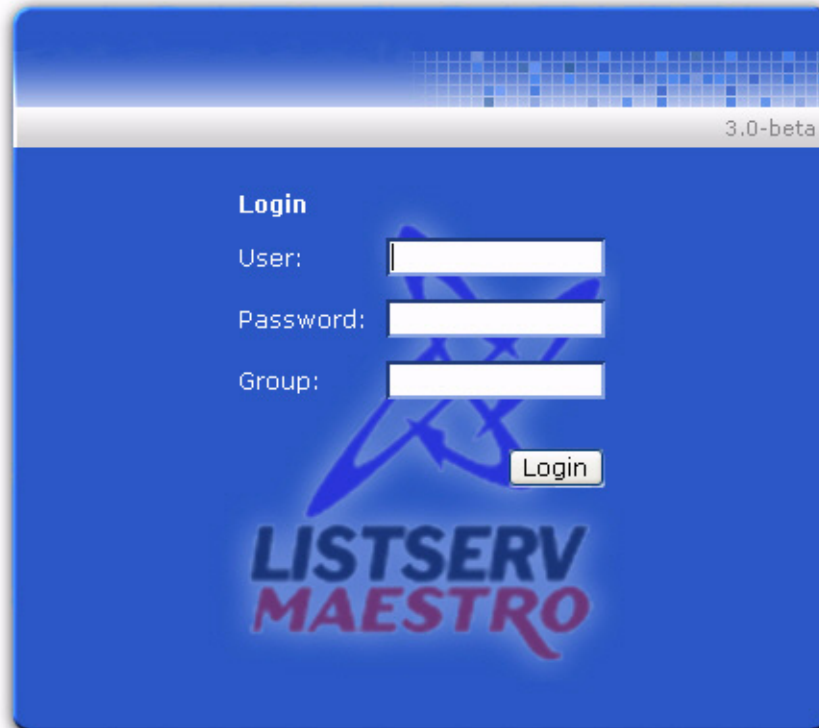 3.0-beta
Login
User:
Password:
Group:
Login
LISTSERV
MAESTRO